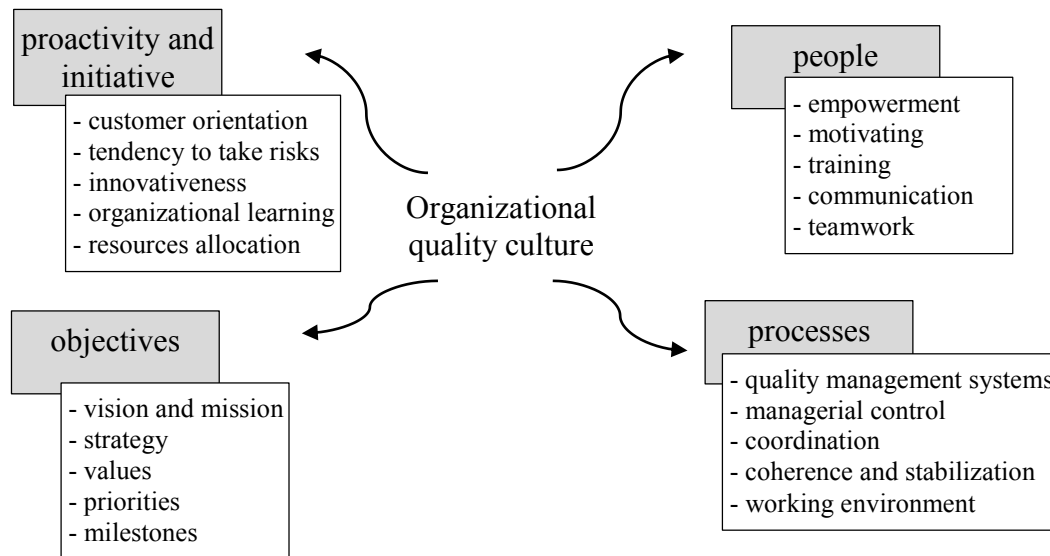 proactivity and
initiative
- customer orientation
- tendency to take risks
- innovativeness
- organizational learning
- resources allocation
people
- empowerment
- motivating
- training
- communication
- teamwork
Organizational
quality culture
objectives
- vision and mission
- strategy
- values
- priorities
- milestones
processes
- quality management systems
- managerial control
- coordination
- coherence and stabilization
- working environment